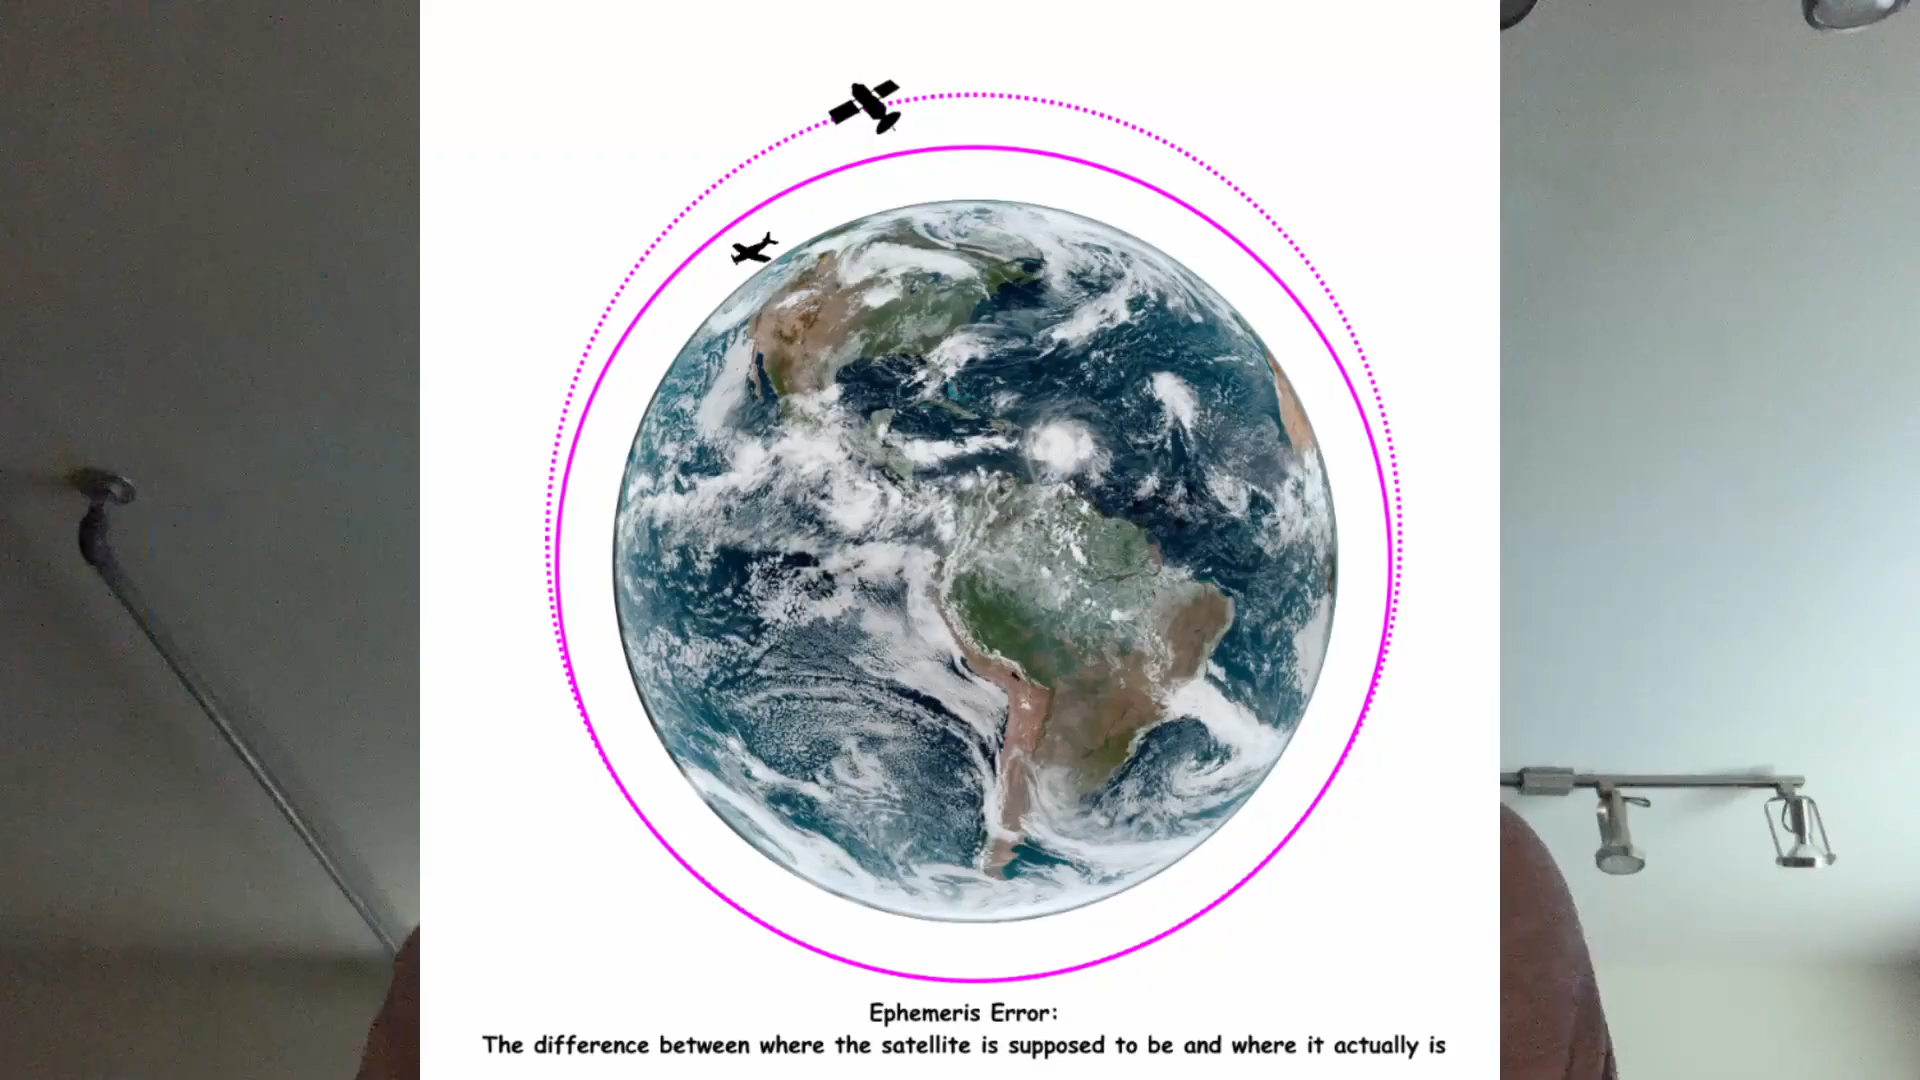 Ephemeris Error:
The difference between where the satellite is supposed to be and where it actually is